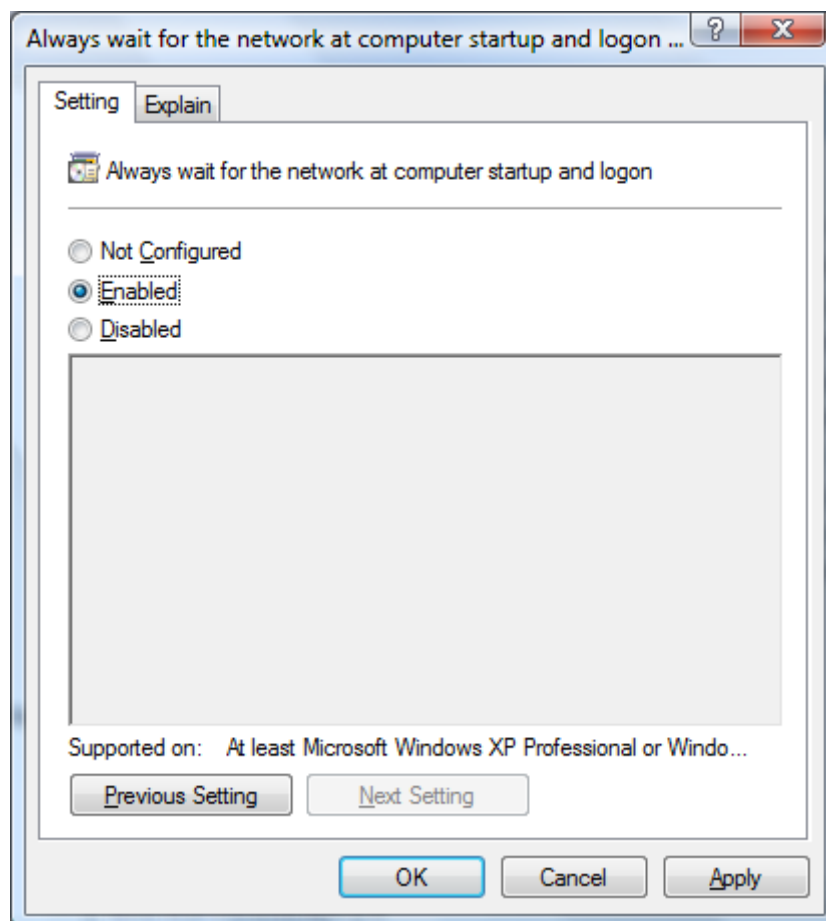 Always wait for the network at computer startup and logon ...
?
X
Setting
Explain
Always wait for the network at computer startup and logon
Not Configured
Enabled
Disabled
Supported on: At least Microsoft Windows XP Professional or Windo...
Previous Setting
Next Setting
OK
Cancel
Apply